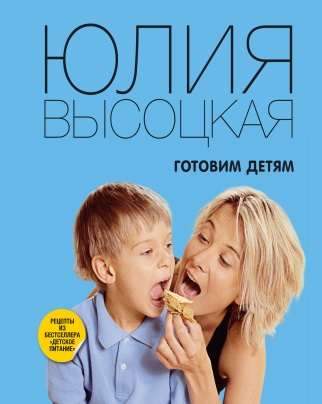 ЮЛИЯ
ВЫСОЦКАЯ
ГОТОВИМ ДЕТЯМ
РЕЦЕПТЫ
ИЗ
БЕСТСЕЛЛЕРА
«ДЕТСКОЕ
ПИТАНИЕ»